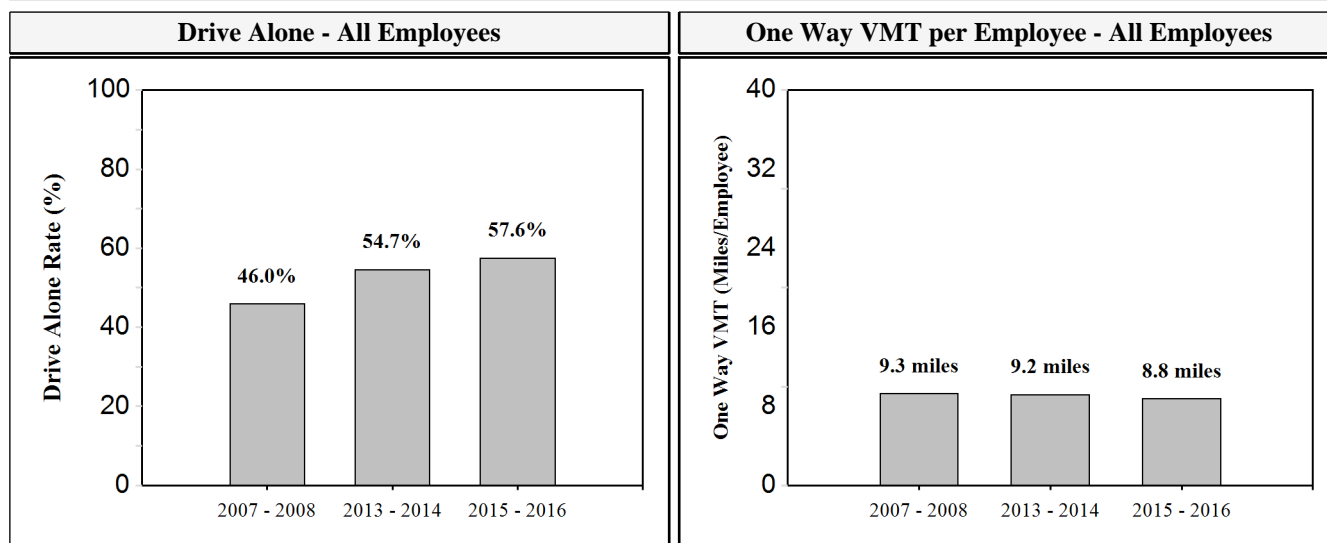 Drive Alone - All Employees
One Way VMT per Employee - All Employees
Drive Alone Rate (%)
100
80
60
40
20
0
46.0%
54.7%
57.6%
2007 - 2008
2013 - 2014
2015 - 2016
One Way VMT (Miles/Employee)
40
32
24
16
8
0
9.3 miles
9.2 miles
8.8 miles
2007 - 2008
2013 - 2014
2015 - 2016